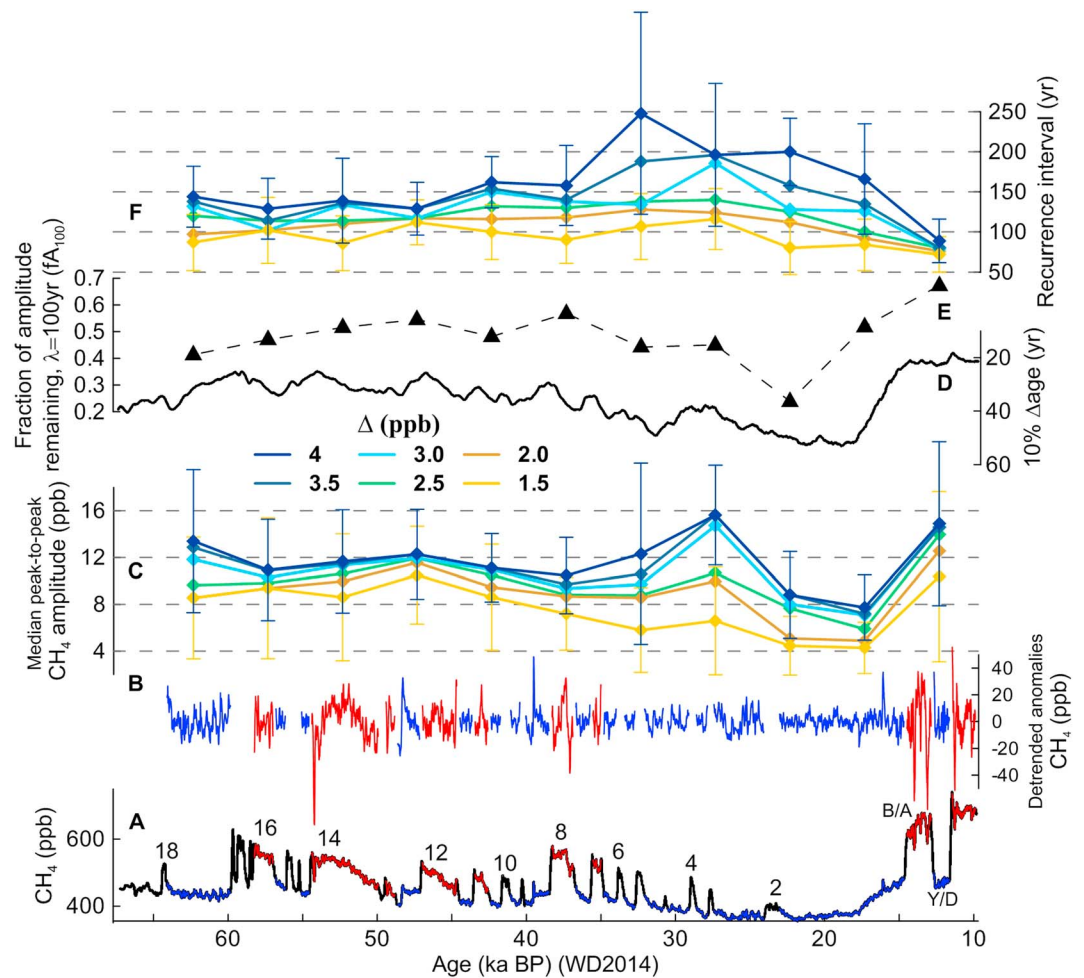 250
200
150
100
50
Recurrence interval (yr)
F
0.7
0.6
0.5
0.4
0.3
0.2
Fraction of amplitude
remaining, λ=100yr (fA100)
E
D
20
40
60
10% Δage (yr)
Δ (ppb)
4 3.0 2.0
3.5 2.5 1.5
16
12
8
4
Median peak-to-peak
CH4 amplitude (ppb)
C
B
40
20
0
-20
-40
Detrended anomalies
CH4 (ppb)
A
600
400
CH4 (ppb)
18 16 14 12 10 8 6 4 2
B/A
Y/D
60 50 40 30 20 10
Age (ka BP) (WD2014)